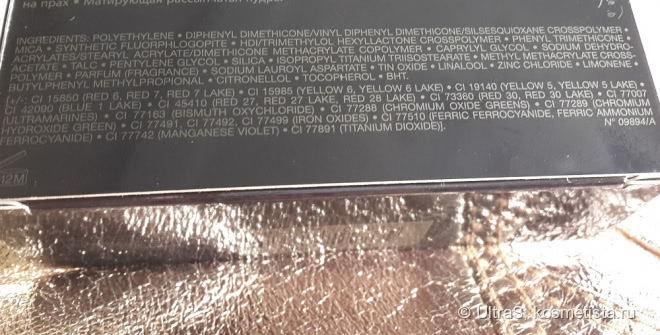 на прах • Матирующая рассыпчатая пудра
INGREDIENTS: POLYETHYLENE • DIPHENYL DIMETHICONE/VINYL DIPHENYL DIMETHICONE/SILSESQUIOXANE CROSSPOLYMER •
MICA • SYNTHETIC FLUORPHLOGOPITE • HDI/TRIMETHYLOL HEXYLLACTONE CROSSPOLYMER • PHENYL TRIMETHICONE •
ACRYLATES/STEARYL ACRYLATE/DIMETHICONE METHACRYLATE COPOLYMER • CAPRYLYL GLYCOL • SODIUM DEHYDRO-
ACETATE • TALC • PENTYLENE GLYCOL • SILICA • ISOPROPYL TITANIUM TRIISOSTEARATE • METHYL METHACRYLATE CROSS-
POLYMER • PARFUM (FRAGRANCE) • SODIUM LAUROYL ASPARTATE • TIN OXIDE • LINALOOL • ZINC CHLORIDE • LIMONENE •
BUTYLPHENYL METHYLPROPIONAL • CITRONELLOL • TOCOPHEROL • BHT.
[+/-: CI 15850 (RED 6, RED 7, RED 7 LAKE) • CI 15985 (YELLOW 6, YELLOW 6 LAKE) • CI 19140 (YELLOW 5, YELLOW 5 LAKE) •
CI 42090 (BLUE 1 LAKE) • CI 45410 (RED 27, RED 27 LAKE, RED 28 LAKE) • CI 73360 (RED 30, RED 30 LAKE) • CI 77007
(ULTRAMARINES) • CI 77163 (BISMUTH OXYCHLORIDE) • CI 77288 (CHROMIUM OXIDE GREENS) • CI 77289 (CHROMIUM
HYDROXIDE GREEN) • CI 77491, CI 77492, CI 77499 (IRON OXIDES) • CI 77510 (FERRIC FERROCYANIDE, FERRIC AMMONIUM
FERROCYANIDE) • CI 77742 (MANGANESE VIOLET) • CI 77891 (TITANIUM DIOXIDE)].
N° 09894/A
12M
© UltraS, kosmetista.ru